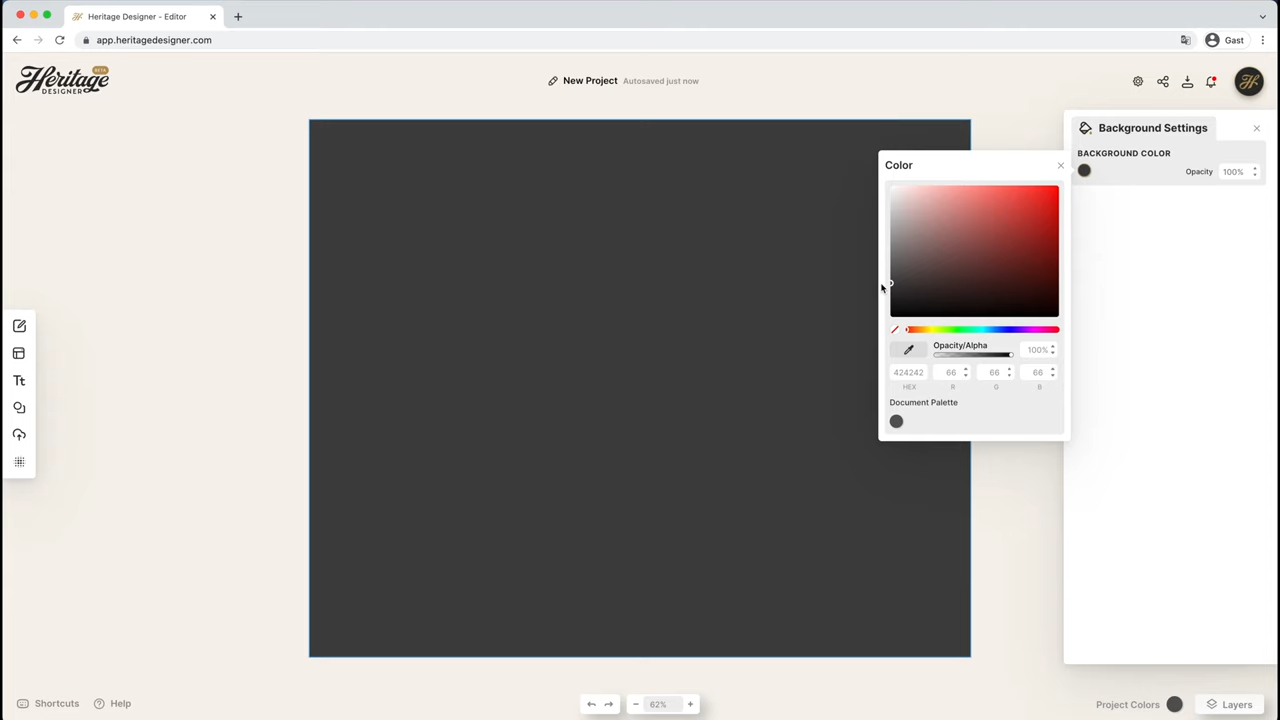 Heritage Designer - Editor
app.heritagedesigner.com
Gast
Heritage
BETA
DESIGNER
New Project Autosaved just now
Background Settings
BACKGROUND COLOR
Opacity 100%
Color
Opacity/Alpha
100%
424242 66 66 66
HEX R G B
Document Palette
Tt
Shortcuts Help
62%
Project Colors Layers